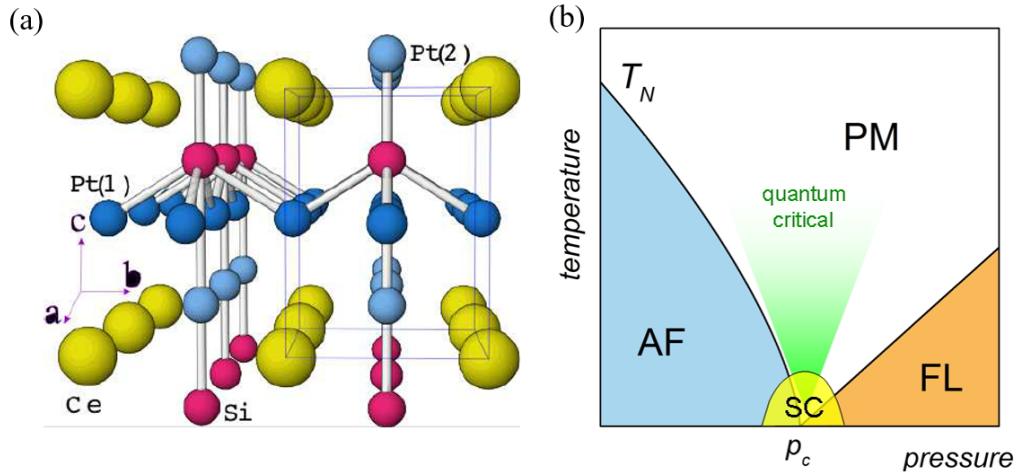 (a)
Pt(2)
Pt(1)
c
b
a
Ce
Si
(b)
T_N
PM
quantum
critical
temperature
AF
FL
SC
p_c
pressure